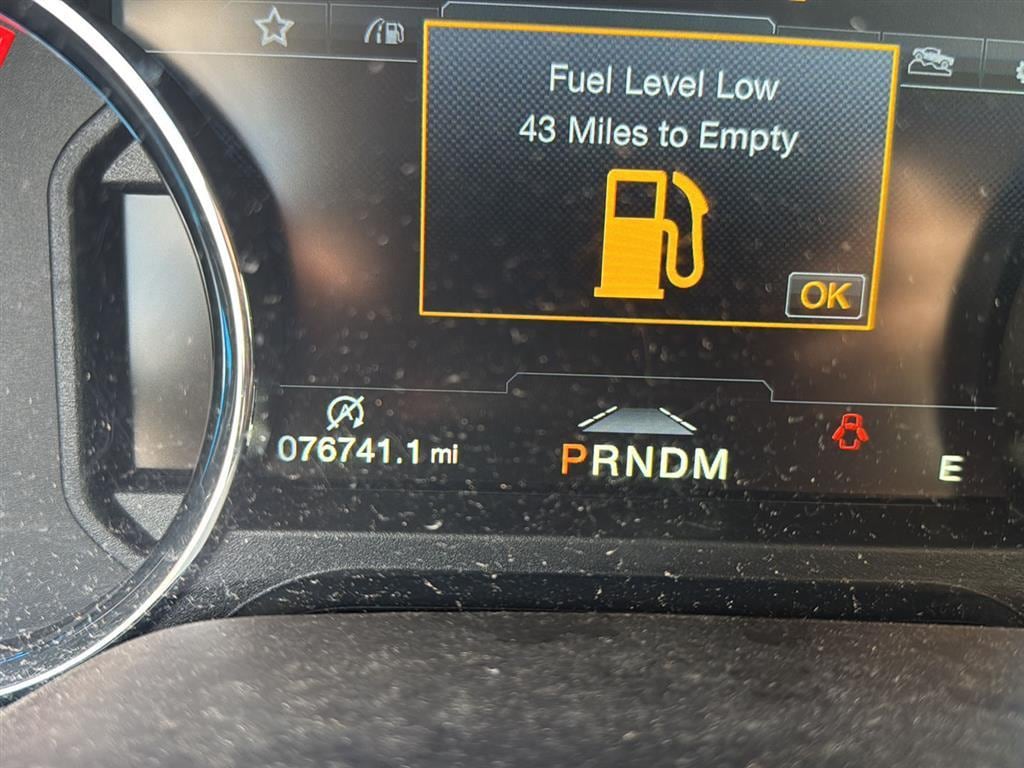 Fuel Level Low
43 Miles to Empty
OK
076741.1 mi
PRNDM
E